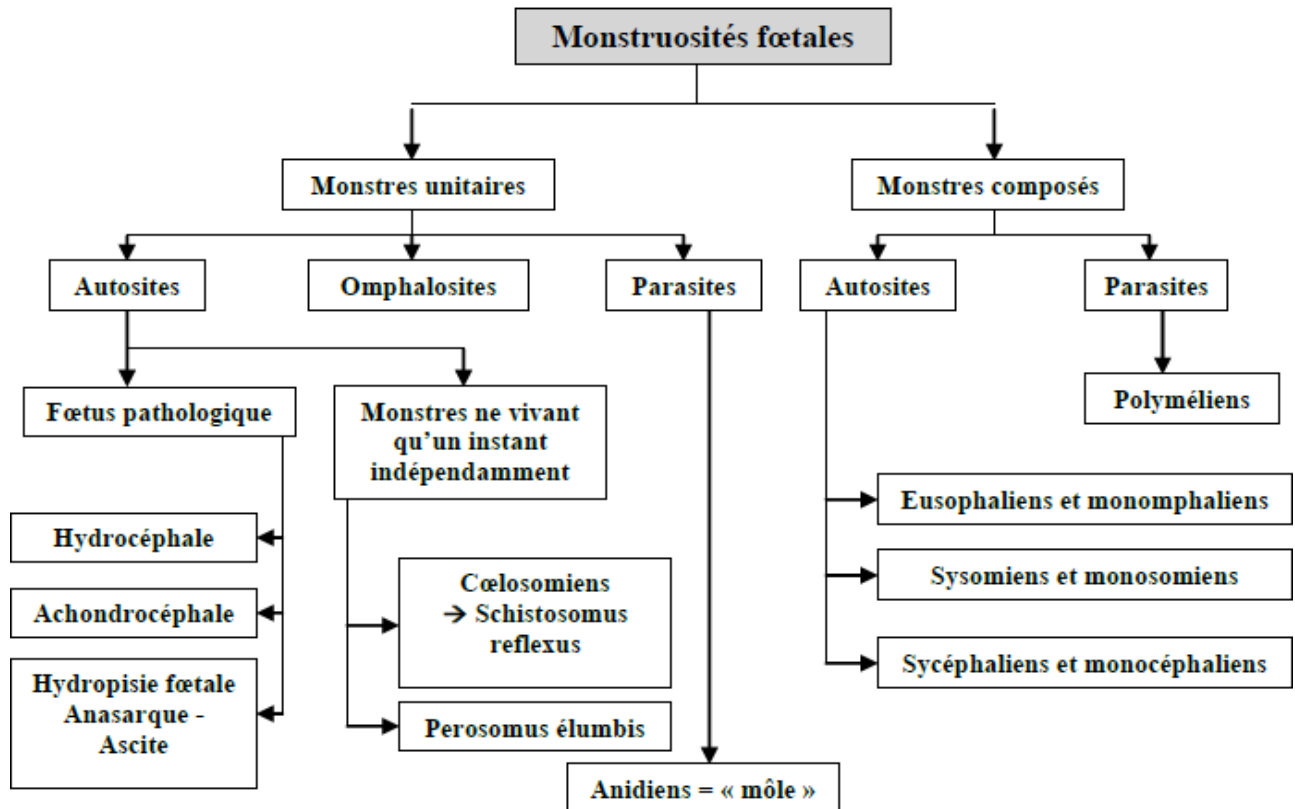 Monstruosités fœtales
Monstres unitaires
Monstres composés
Autosites
Omphalosites
Parasites
Autosites
Parasites
Fœtus pathologique
Monstres ne vivant
qu’un instant
indépendamment
Polyméliens
Hydrocéphale
Achondrocéphale
Hydropisie fœtale
Anasarque -
Ascite
Cœlosomiens
→ Schistosomus
reflexus
Perosomus élumbis
Anidiens = « môle »
Eusophaliens et monomphaliens
Sysomiens et monosomiens
Sycéphaliens et monocéphaliens